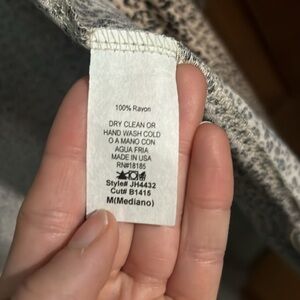 100% Rayon
DRY CLEAN OR
HAND WASH COLD
O A MANO CON
AGUA FRIA
MADE IN USA
RN#18185
Style# JH4432
Cut# B1415
M(Mediano)